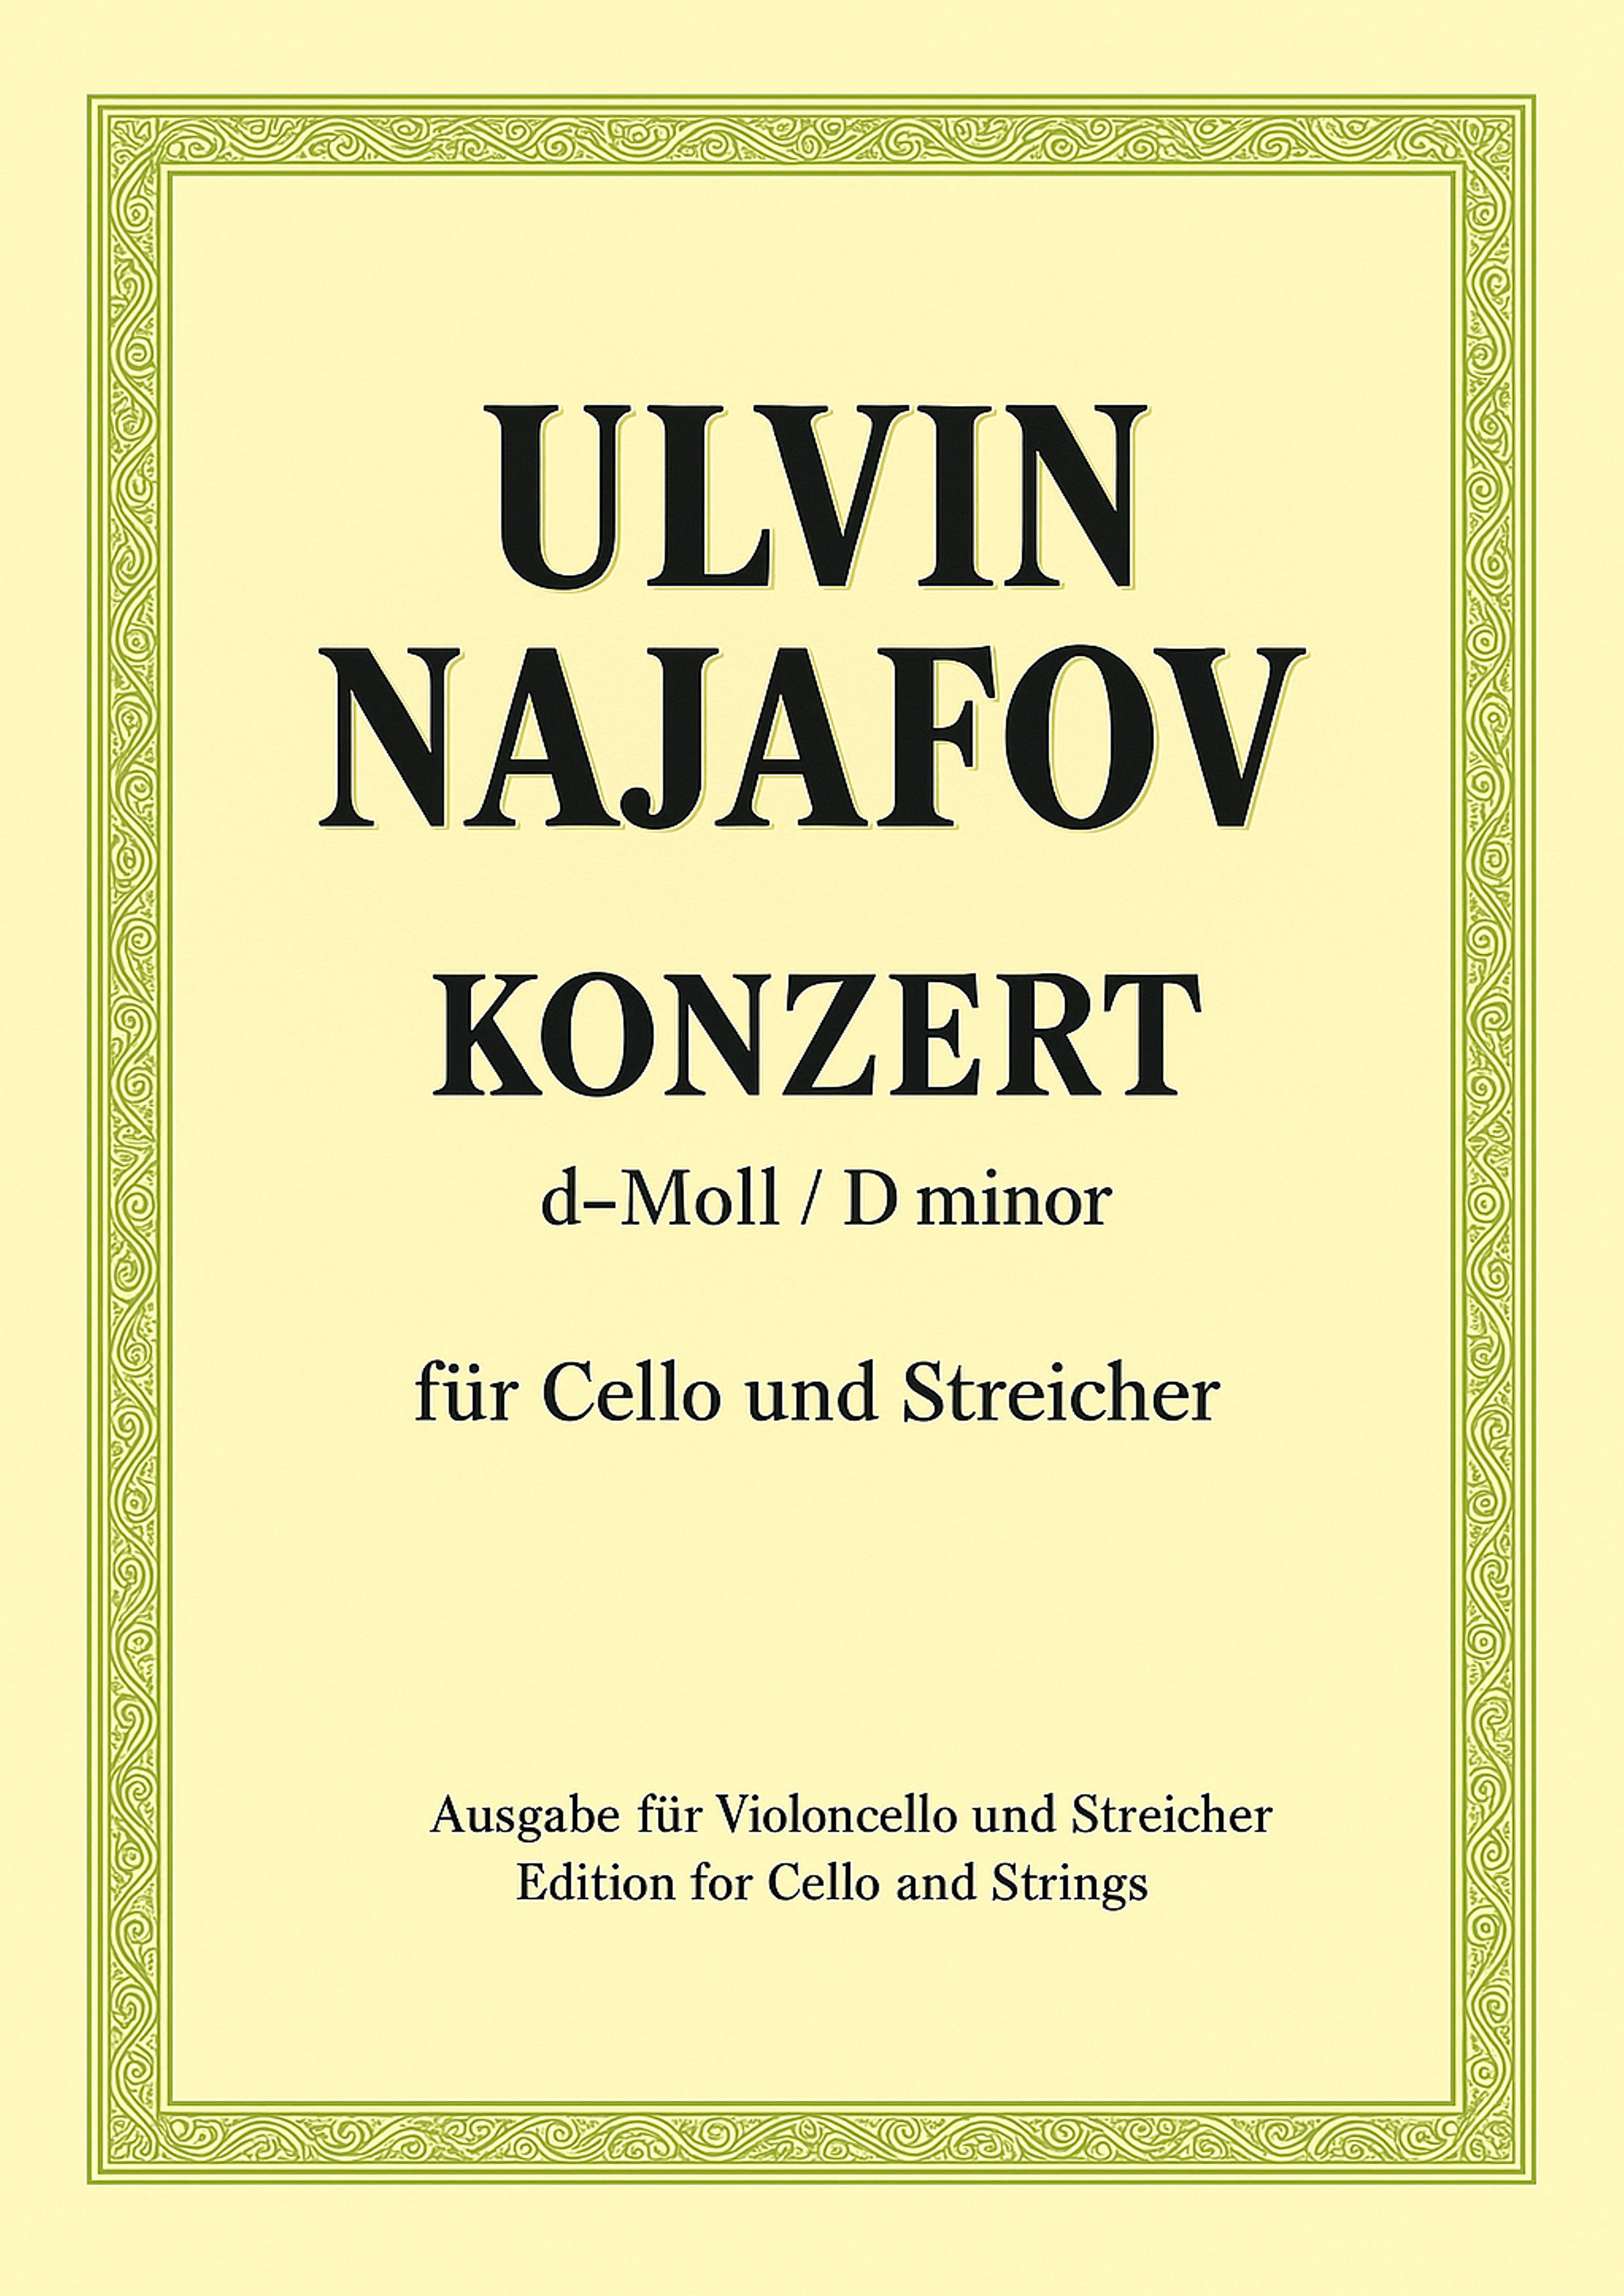 ULVIN
NAJAFOV
KONZERT
d–Moll / D minor
für Cello und Streicher
Ausgabe für Violoncello und Streicher
Edition for Cello and Strings